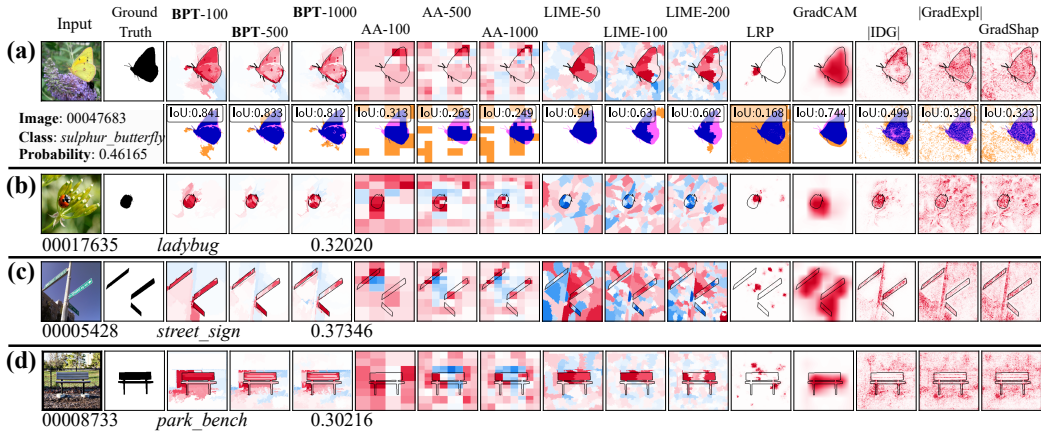 Input
Ground Truth
BPT-100
BPT-500
BPT-1000
AA-100
AA-500
AA-1000
LIME-50
LIME-100
LIME-200
LRP
GradCAM
|IDG|
|GradExpl|
GradShap
(a)
IoU:0.841 IoU:0.833 IoU:0.812 IoU:0.313 IoU:0.263 IoU:0.249 IoU:0.94 IoU:0.631 IoU:0.602 IoU:0.168 IoU:0.744 IoU:0.499 IoU:0.326 IoU:0.323
Image: 00047683
Class: sulphur_butterfly
Probability: 0.46165
(b)
00017635 ladybug 0.32020
(c)
00005428 street_sign 0.37346
(d)
00008733 park_bench 0.30216